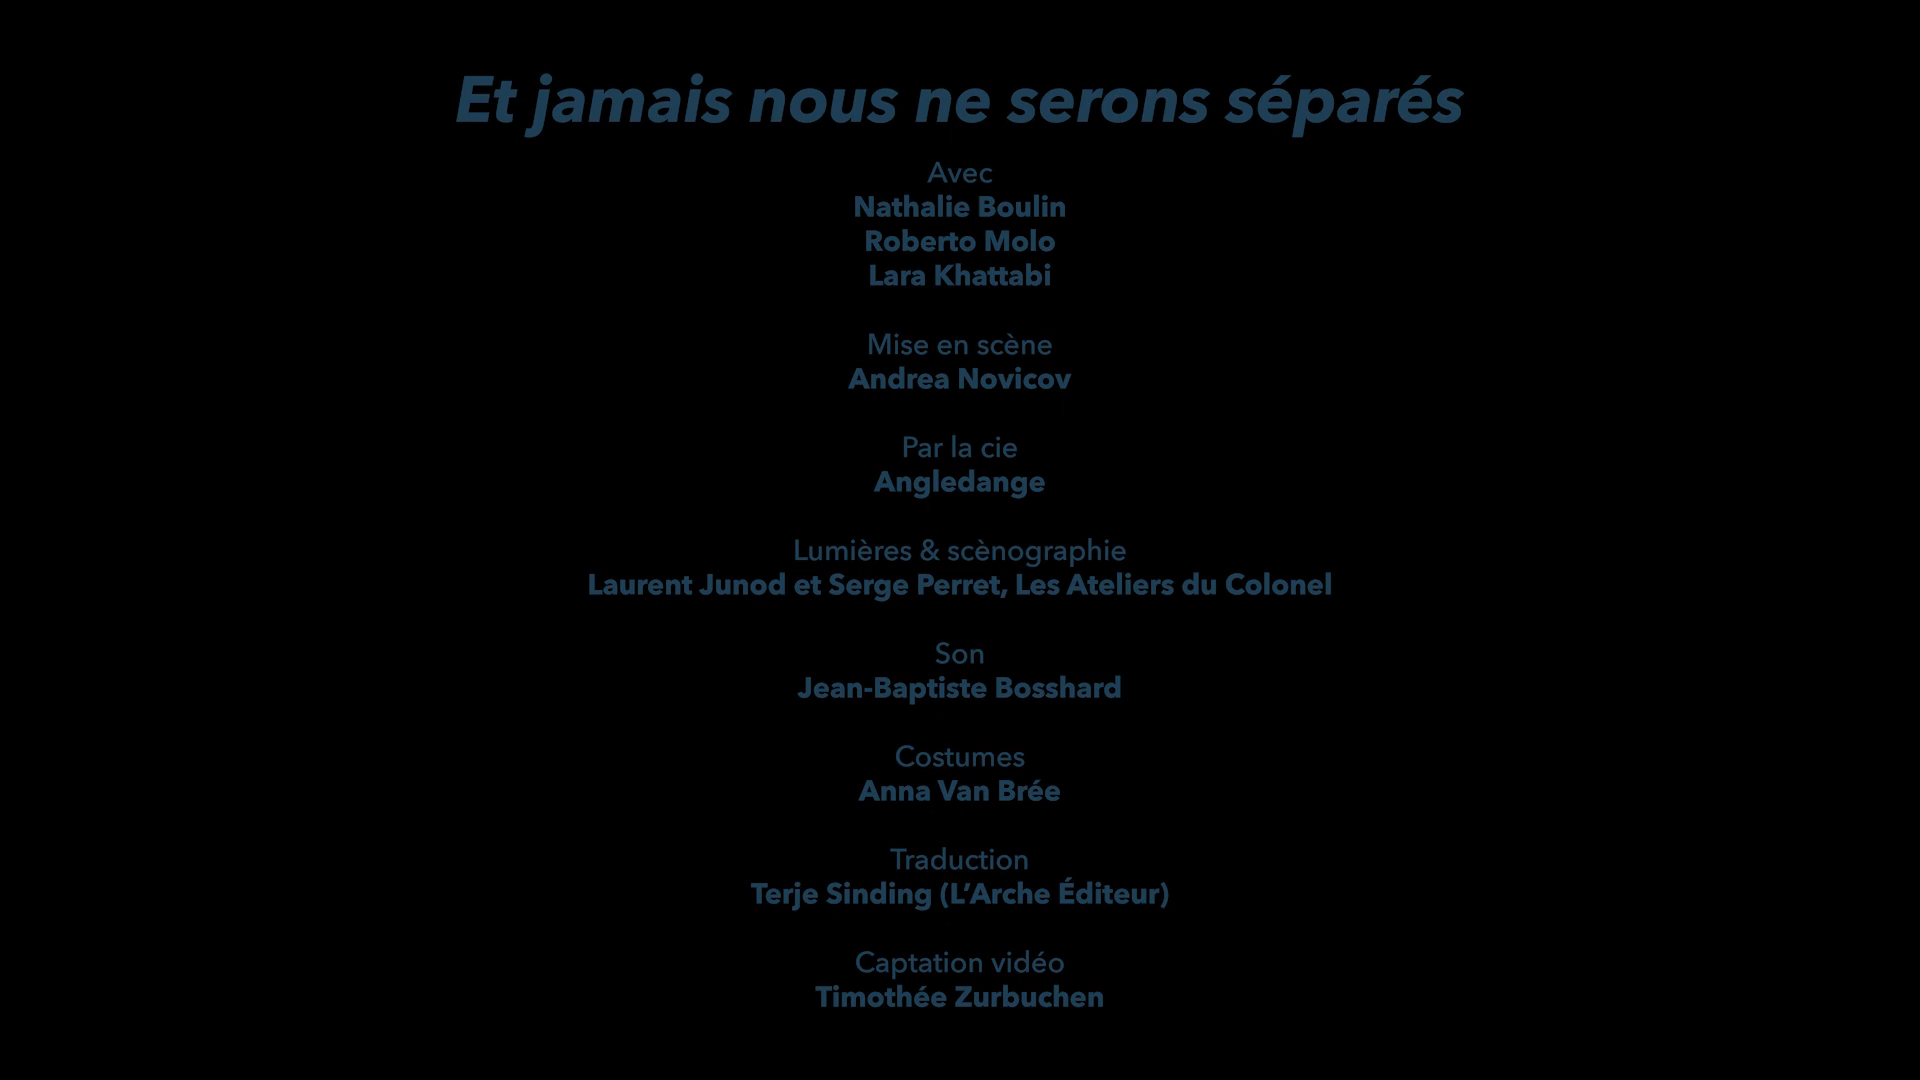 Et jamais nous ne serons séparés
Avec
Nathalie Boulin
Roberto Molo
Lara Khattabi
Mise en scène
Andrea Novicov
Par la cie
Angledange
Lumières & scènographie
Laurent Junod et Serge Perret, Les Ateliers du Colonel
Son
Jean-Baptiste Bosshard
Costumes
Anna Van Brée
Traduction
Terje Sinding (L’Arche Éditeur)
Captation vidéo
Timothée Zurbuchen